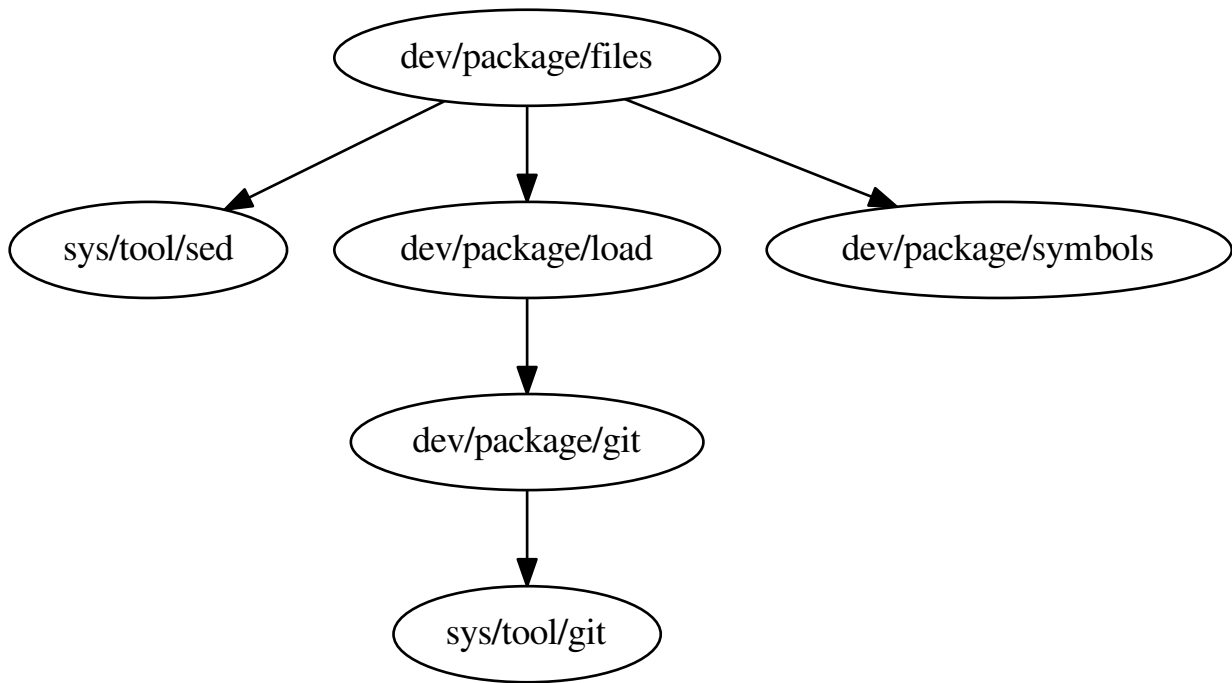 dev/package/files
sys/tool/sed
dev/package/load
dev/package/symbols
dev/package/git
sys/tool/git